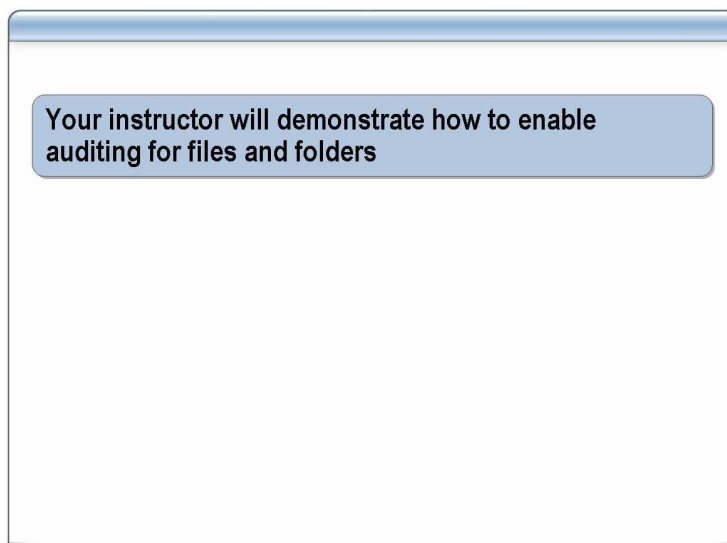 Your instructor will demonstrate how to enable
auditing for files and folders